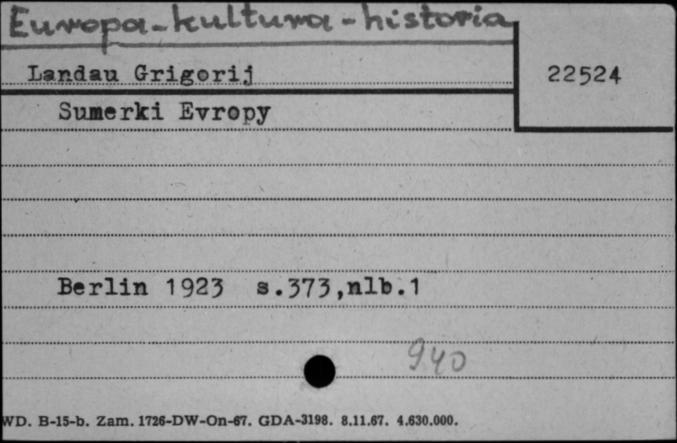 Europa-kultura-historia
Landau Grigorij
22524
Sumerki Evropy
Berlin 1923 s.373,nlb.1
940
WD. B-15-b. Zam. 1726-DW-On-67. GDA-3198. 8.11.67. 4.630.000.